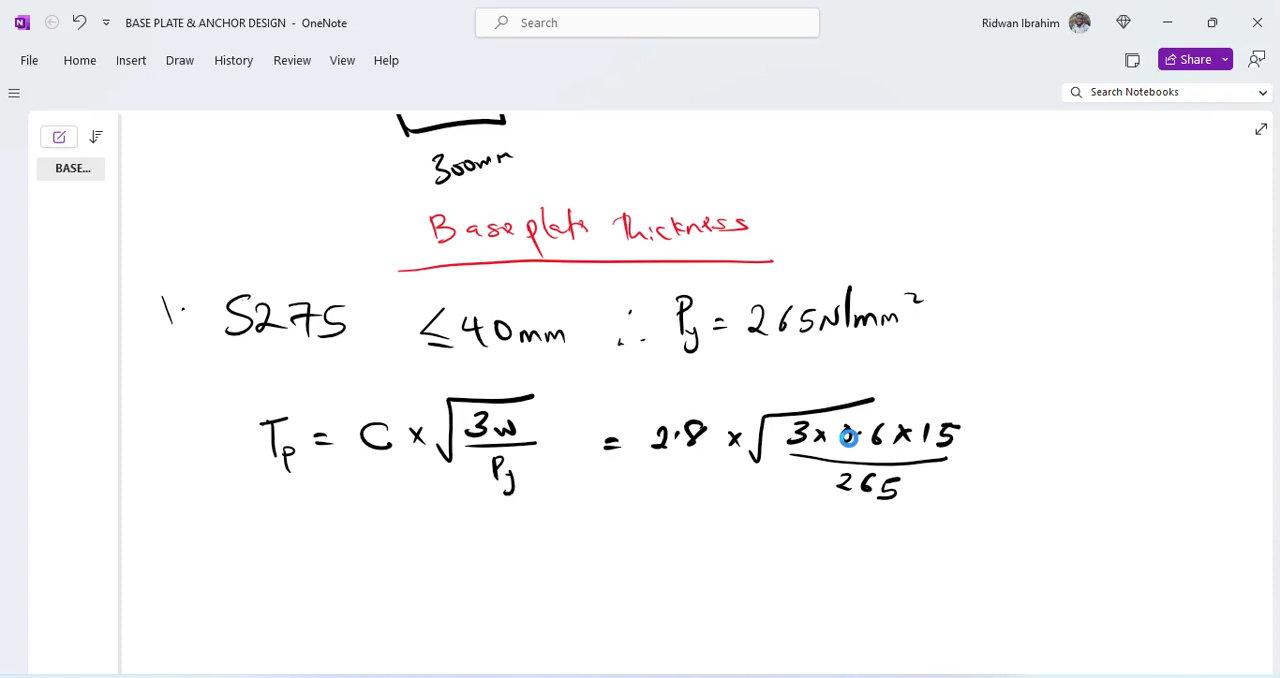 BASE PLATE & ANCHOR DESIGN - OneNote
Search
Ridwan Ibrahim
File Home Insert Draw History Review View Help
Share
Search Notebooks
BASE...
300mm
Baseplate thickness
1. S275 ≤40mm ∴ Py = 265N/mm²
Tp = C × √(3w/Py) = 2.8 × √(3×0.6×15/265)